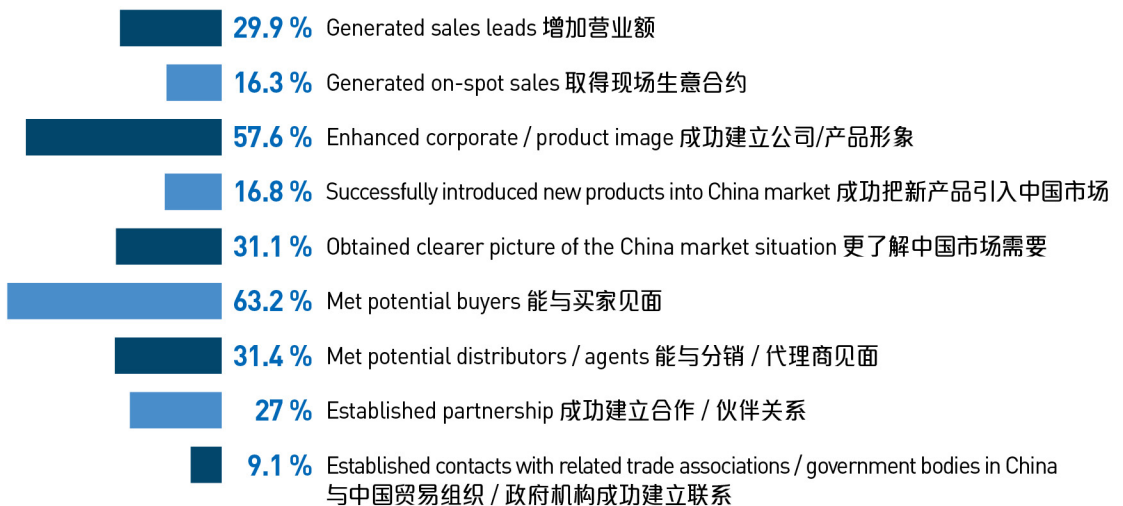 29.9 % Generated sales leads 增加营业额
16.3 % Generated on-spot sales 取得现场生意合约
57.6 % Enhanced corporate / product image 成功建立公司/产品形象
16.8 % Successfully introduced new products into China market 成功把新产品引入中国市场
31.1 % Obtained clearer picture of the China market situation 更了解中国市场需要
63.2 % Met potential buyers 能与买家见面
31.4 % Met potential distributors / agents 能与分销 / 代理商见面
27 % Established partnership 成功建立合作 / 伙伴关系
9.1 % Established contacts with related trade associations / government bodies in China
与中国贸易组织 / 政府机构成功建立联系